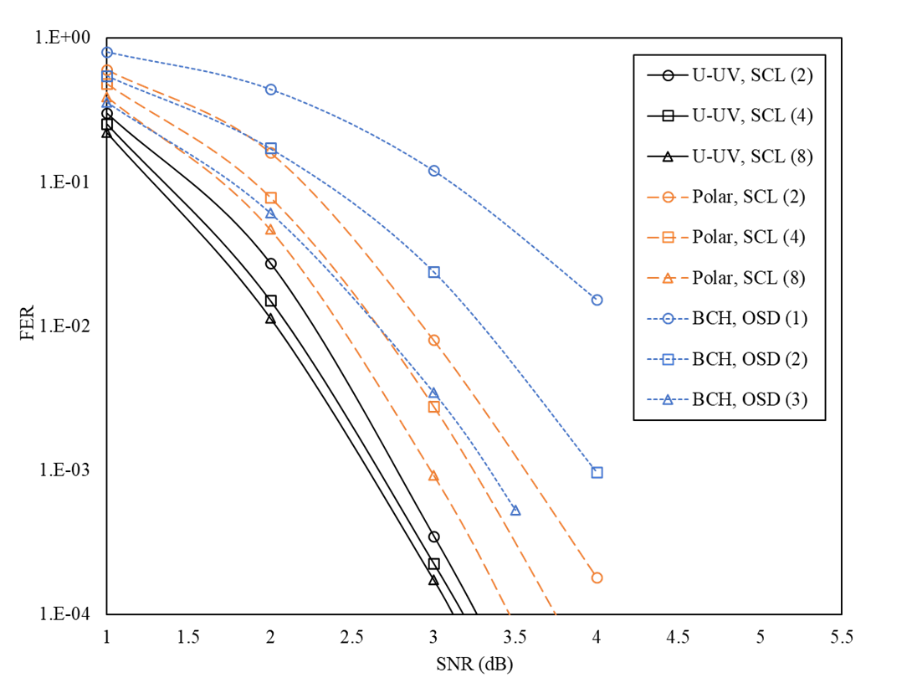 1.E+00
1.E-01
1.E-02
1.E-03
1.E-04
FER
1 1.5 2 2.5 3 3.5 4 4.5 5 5.5
SNR (dB)
U-UV, SCL (2)
U-UV, SCL (4)
U-UV, SCL (8)
Polar, SCL (2)
Polar, SCL (4)
Polar, SCL (8)
BCH, OSD (1)
BCH, OSD (2)
BCH, OSD (3)